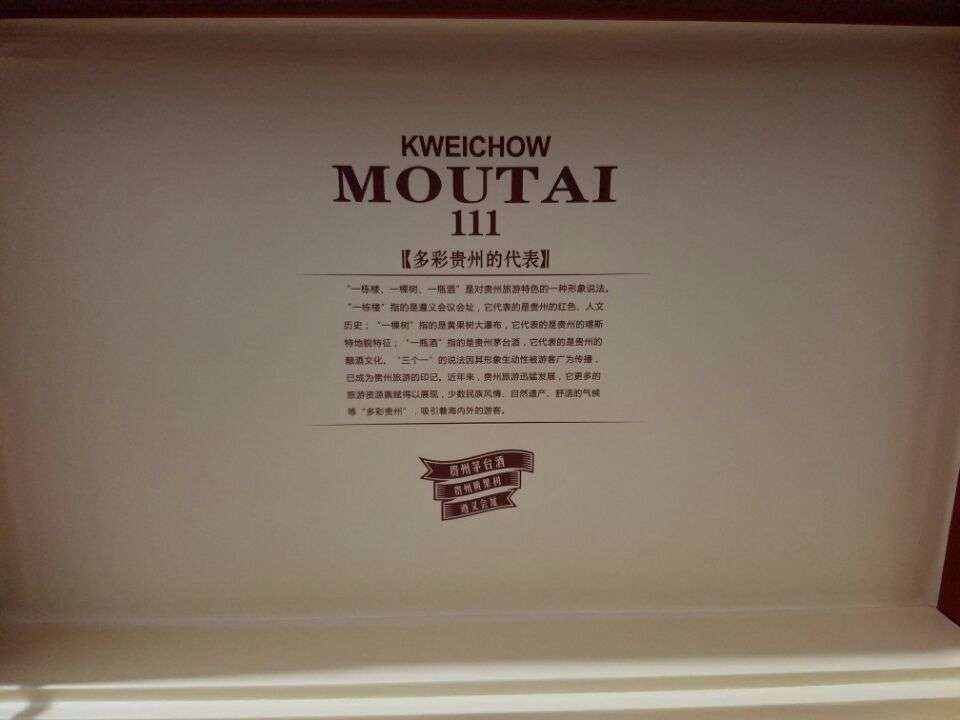 KWEICHOW
MOUTAI
111
【多彩贵州的代表】
“一栋楼、一棵树、一瓶酒”是对贵州旅游特色的一种形象说法。
“一栋楼”指的是遵义会议会址，它代表的是贵州的红色、人文
历史；“一棵树”指的是黄果树大瀑布，它代表的是贵州的喀斯
特地貌特征；“一瓶酒”指的是贵州茅台酒，它代表的是贵州的
酿酒文化。“三个一”的说法因其形象生动性被游客广为传播，
已成为贵州旅游的印记。近年来，贵州旅游迅猛发展，它更多的
旅游资源禀赋得以展现，少数民族风情、自然遗产、舒适的气候
等“多彩贵州”，吸引着海内外的游客。
贵州茅台酒
贵州黄果树
遵义会址